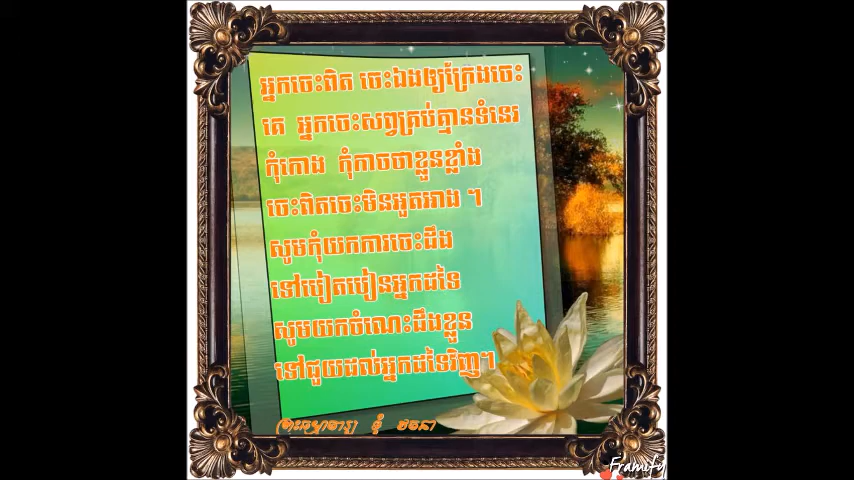 អ្នកចេះពិត ចេះឯងឲ្យក្រែងចេះ
គេ អ្នកចេះសព្វគ្រប់គ្មានទំនេរ
កុំកោង កុំកាចថាខ្លួនខ្លាំង
ចេះពិតចេះមិនអួតអាង ។
សូមកុំយកការចេះដឹង
ទៅបៀតបៀនអ្នកដទៃ
សូមយកចំណេះដឹងខ្លួន
ទៅជួយដល់អ្នកដទៃវិញ។
Framify